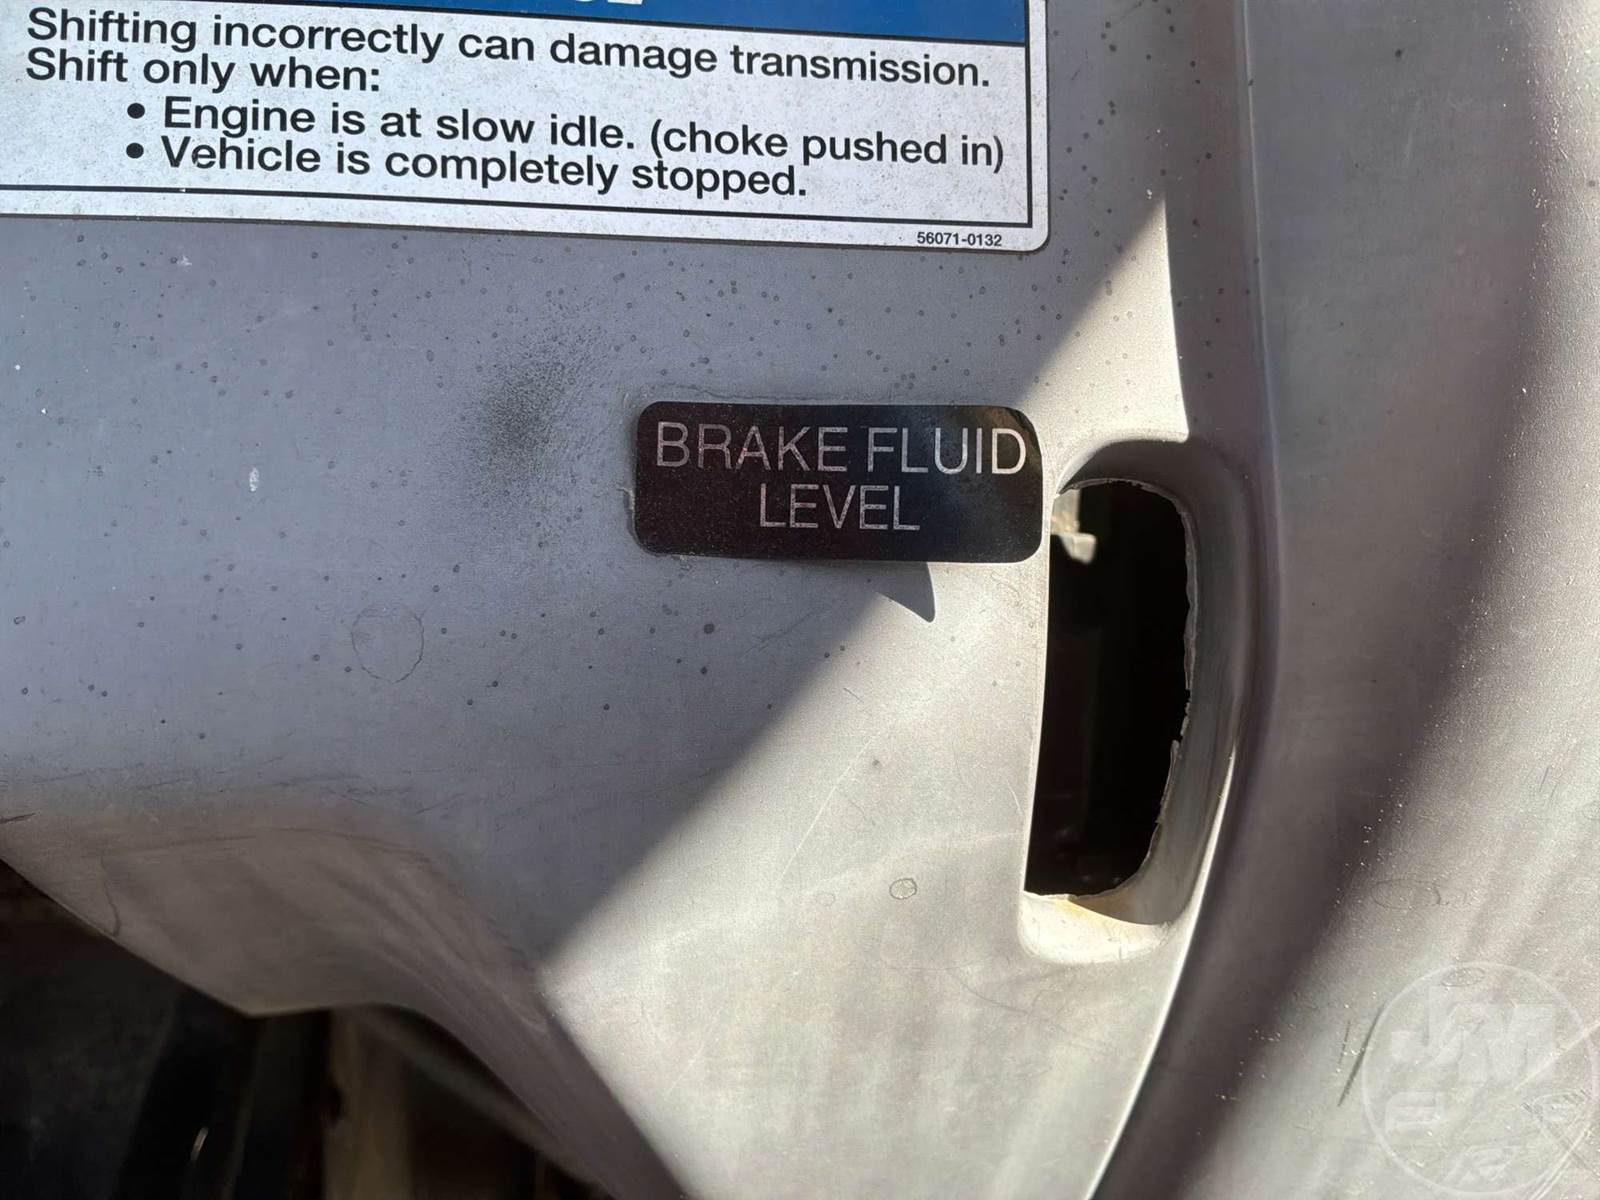 Shifting incorrectly can damage transmission.
Shift only when:
• Engine is at slow idle. (choke pushed in)
• Vehicle is completely stopped.
56071-0132
BRAKE FLUID
LEVEL